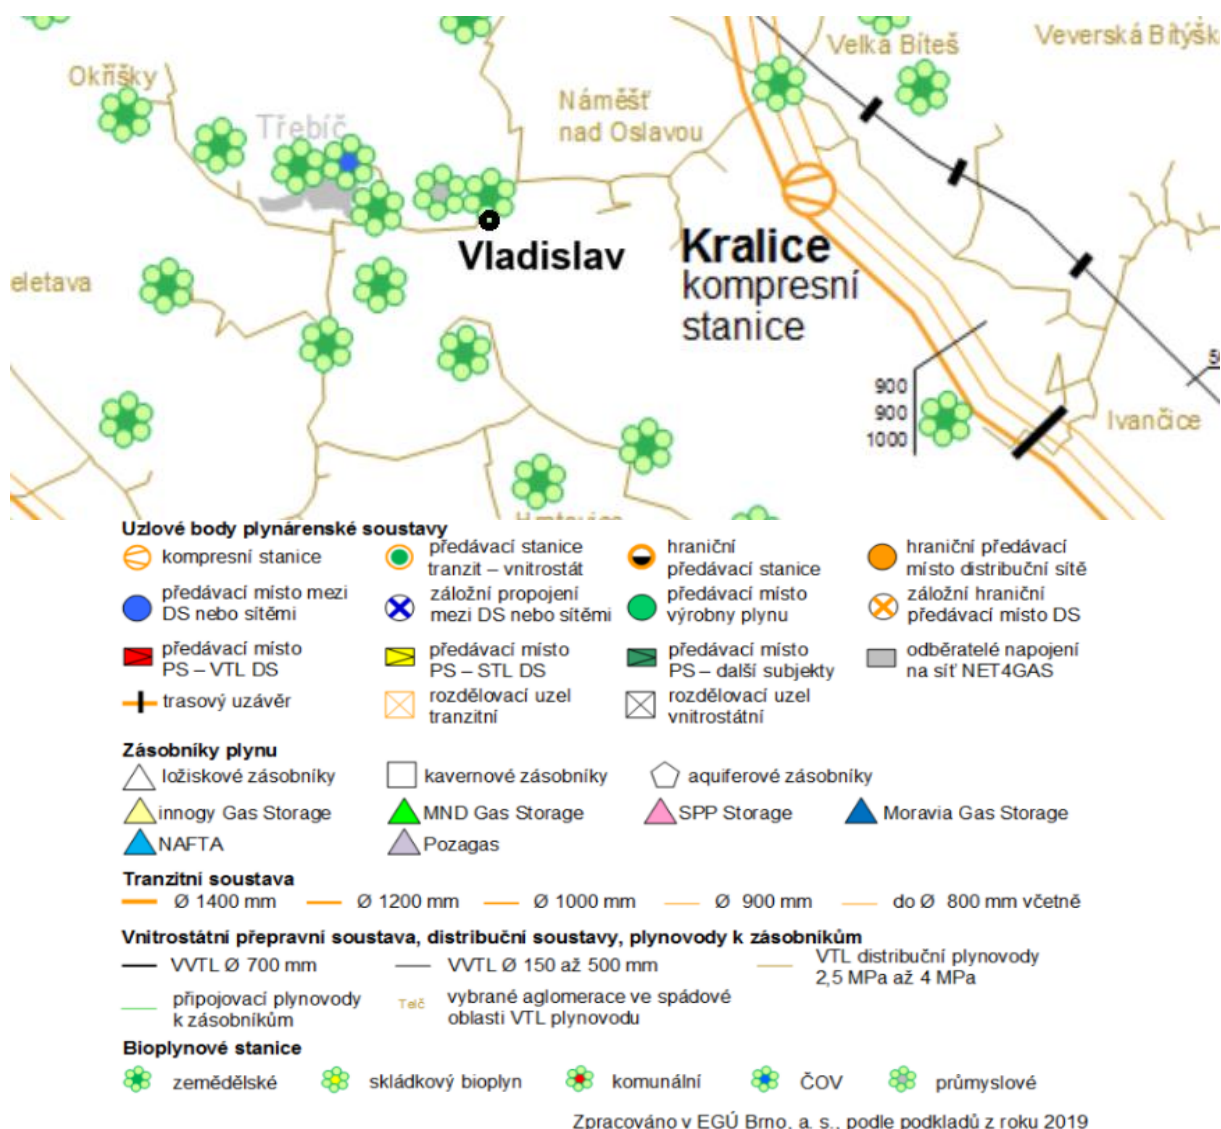 Velká Bíteš
Veverská Bítýšk
Okříšky
Náměšť
nad Oslavou
Třebíč
Vladislav
Kralice
kompresní
stanice
eletava
900
900
1000
Ivančice
Uzlové body plynárenské soustavy
kompresní stanice
předávací stanice
tranzit – vnitrostát
hraniční
předávací stanice
hraniční předávací
místo distribuční sítě
předávací místo mezi
DS nebo sítěmi
záložní propojení
mezi DS nebo sítěmi
předávací místo
výrobny plynu
záložní hraniční
předávací místo DS
předávací místo
PS – VTL DS
předávací místo
PS – STL DS
předávací místo
PS – další subjekty
odběratelé napojení
na síť NET4GAS
trasový uzávěr
rozdělovací uzel
tranzitní
rozdělovací uzel
vnitrostátní
Zásobníky plynu
ložiskové zásobníky
kavernové zásobníky
aquiferové zásobníky
innogy Gas Storage
MND Gas Storage
SPP Storage
Moravia Gas Storage
NAFTA
Pozagas
Tranzitní soustava
Ø 1400 mm
Ø 1200 mm
Ø 1000 mm
Ø 900 mm
do Ø 800 mm včetně
Vnitrostátní přepravní soustava, distribuční soustavy, plynovody k zásobníkům
VVTL Ø 700 mm
VVTL Ø 150 až 500 mm
VTL distribuční plynovody
2,5 MPa až 4 MPa
připojovací plynovody
k zásobníkům
Telč
vybrané aglomerace ve spádové
oblasti VTL plynovodu
Bioplynové stanice
zemědělské
skládkový bioplyn
komunální
ČOV
průmyslové
Zpracováno v EGÚ Brno, a. s., podle podkladů z roku 2019